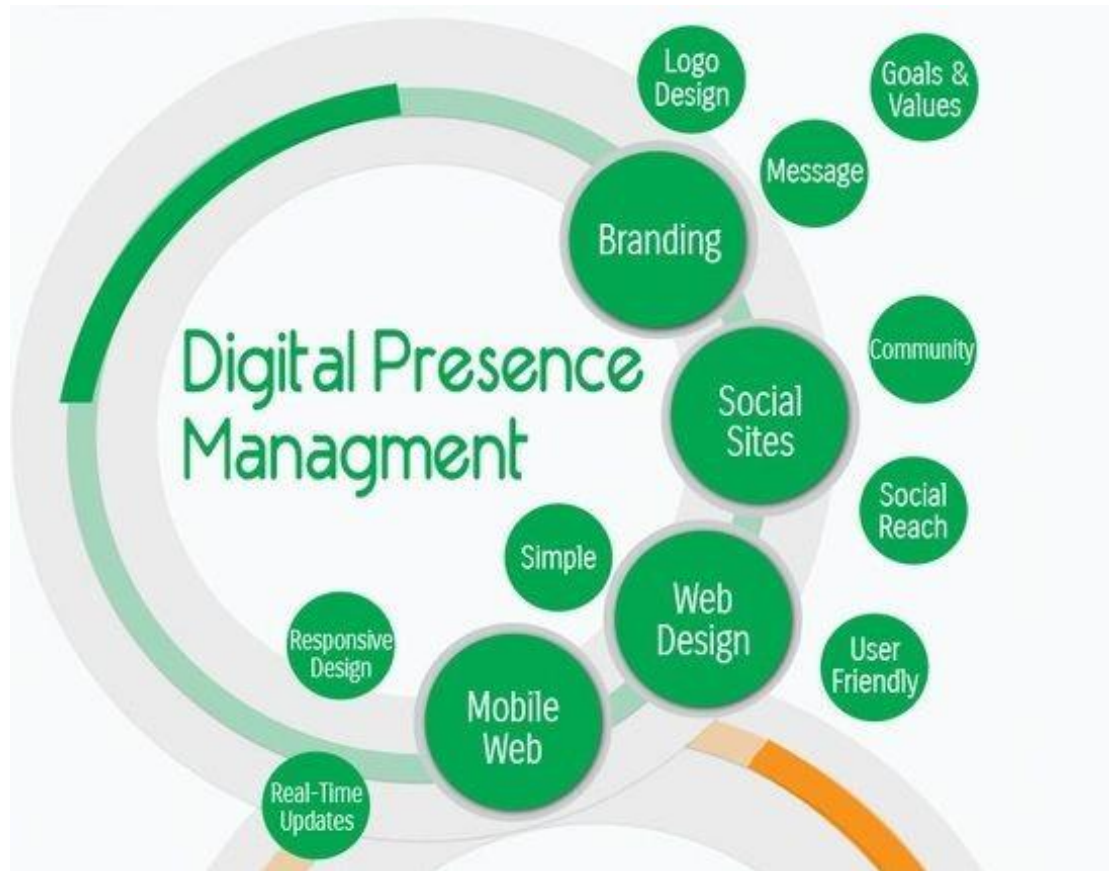 Logo
Design
Goals &
Values
Message
Branding
Digital Presence
Managment
Social
Sites
Community
Social
Reach
Simple
Web
Design
User
Friendly
Responsive
Design
Mobile
Web
Real-Time
Updates